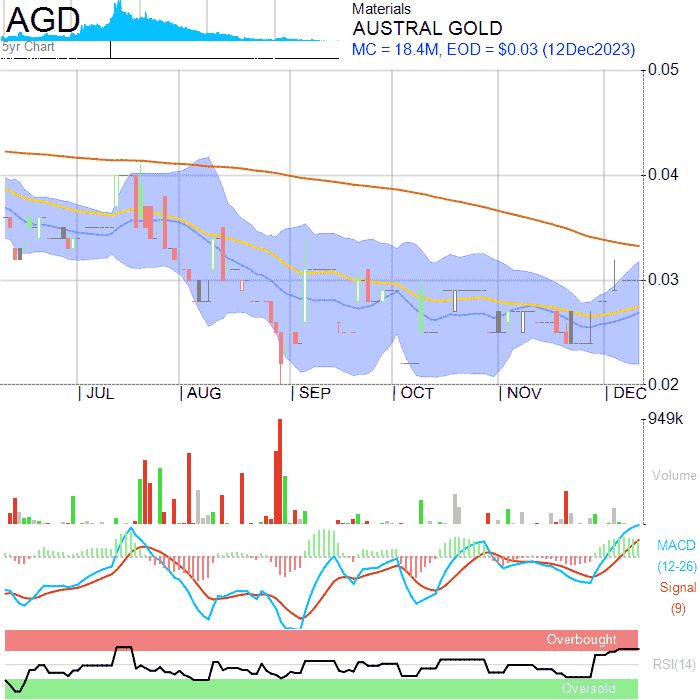 AGD
5yr Chart
Materials
AUSTRAL GOLD
MC = 18.4M, EOD = $0.03 (12Dec2023)
0.05
0.04
0.03
0.02
JUL
AUG
SEP
OCT
NOV
DEC
949k
Volume
MACD
(12-26)
Signal
(9)
Overbought
RSI(14)
Oversold